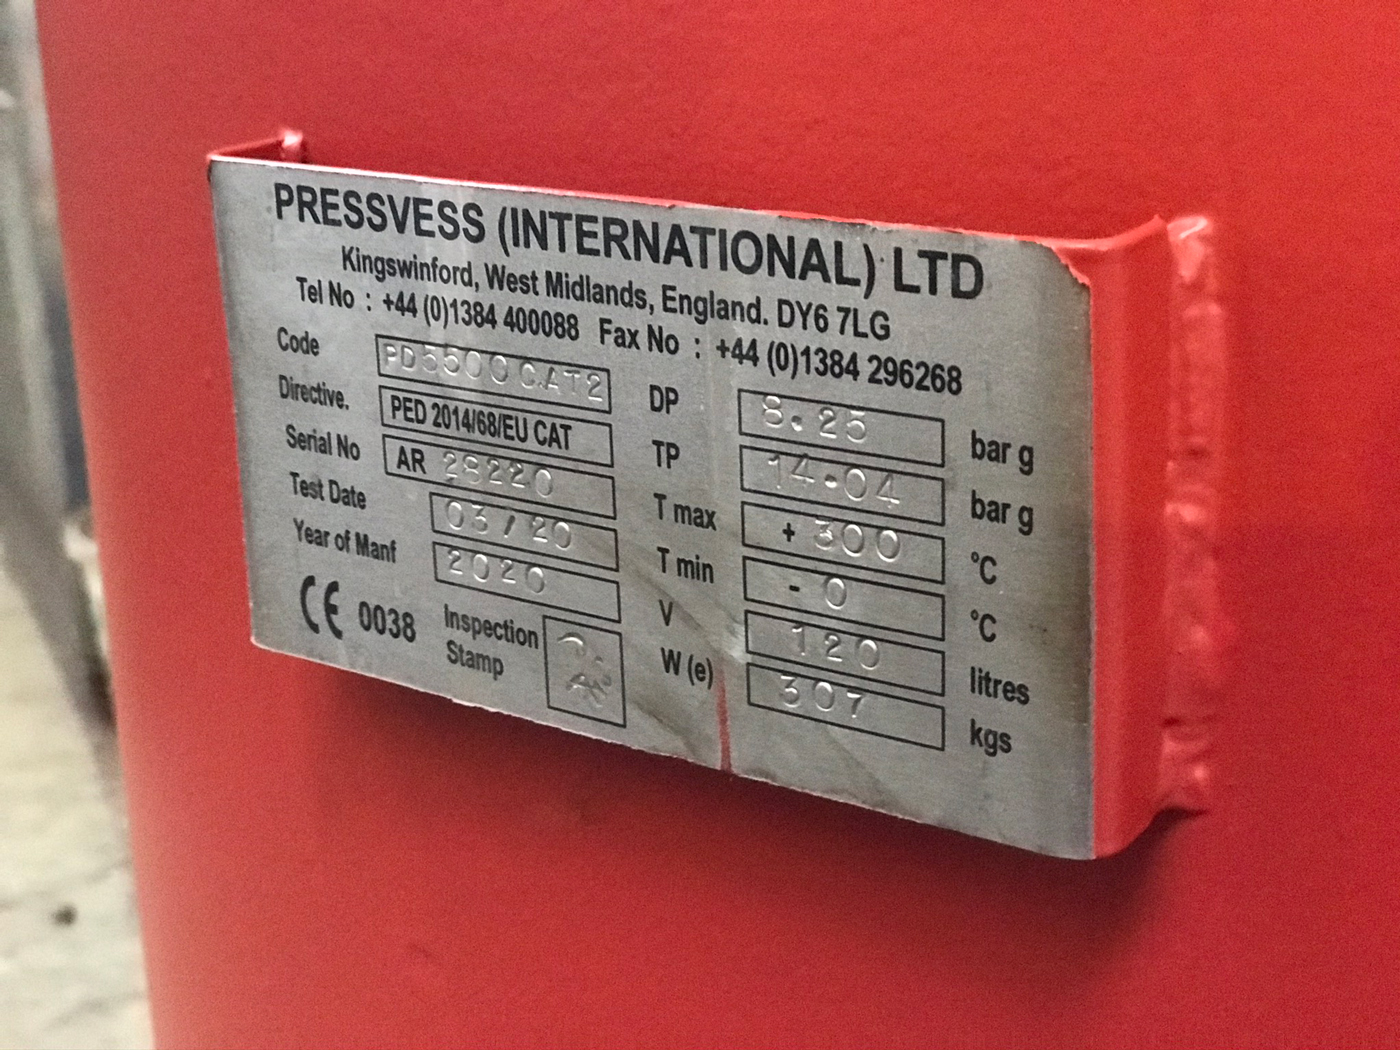 PRESSVESS (INTERNATIONAL) LTD
Kingswinford, West Midlands, England. DY6 7LG
Tel No : +44 (0)1384 400088 Fax No : +44 (0)1384 296268
Code PD5500 CAT2
Directive. PED 2014/68/EU CAT
Serial No AR 28220
Test Date 03/20
Year of Manf 2020
CE 0038 Inspection
Stamp
DP 8.25 bar g
TP 14.04 bar g
T max + 300 °C
T min - 0 °C
V 120 litres
W (e) 307 kgs